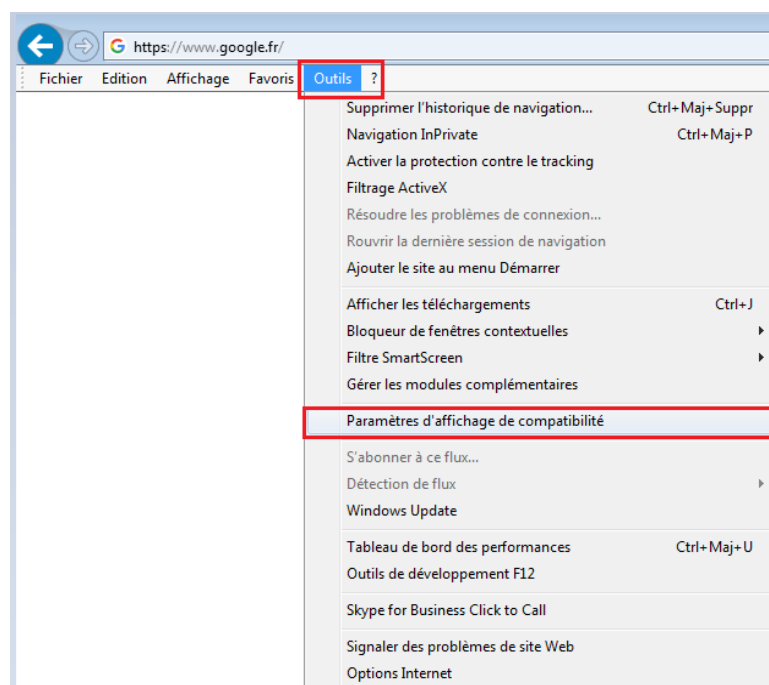 https://www.google.fr/
Fichier Edition Affichage Favoris Outils ?
Supprimer l'historique de navigation... Ctrl+Maj+Suppr
Navigation InPrivate Ctrl+Maj+P
Activer la protection contre le tracking
Filtrage ActiveX
Résoudre les problèmes de connexion...
Rouvrir la dernière session de navigation
Ajouter le site au menu Démarrer
Afficher les téléchargements Ctrl+J
Bloqueur de fenêtres contextuelles
Filtre SmartScreen
Gérer les modules complémentaires
Paramètres d'affichage de compatibilité
S'abonner à ce flux...
Détection de flux
Windows Update
Tableau de bord des performances Ctrl+Maj+U
Outils de développement F12
Skype for Business Click to Call
Signaler des problèmes de site Web
Options Internet